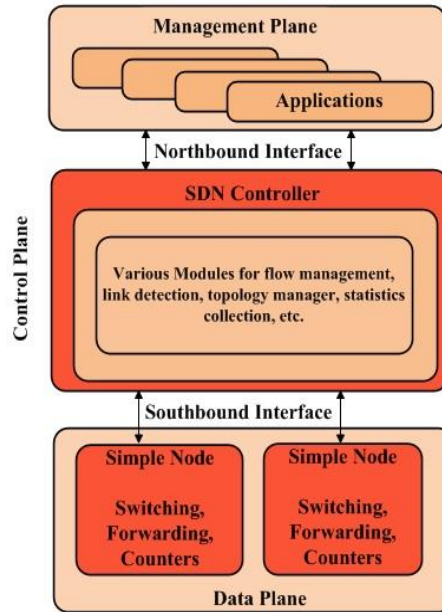 Management Plane
Applications
Northbound Interface
Control Plane
SDN Controller
Various Modules for flow management,
link detection, topology manager, statistics
collection, etc.
Southbound Interface
Simple Node
Switching,
Forwarding,
Counters
Simple Node
Switching,
Forwarding,
Counters
Data Plane